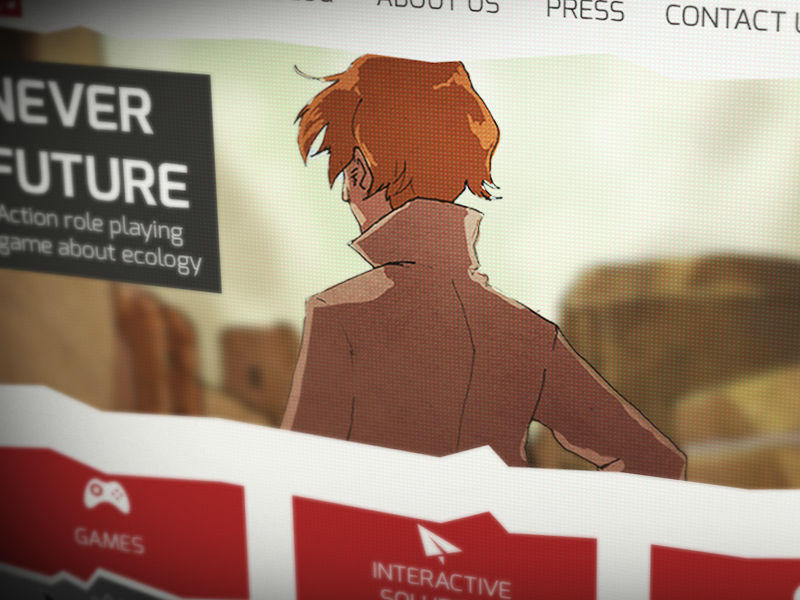 ABOUT US
PRESS
CONTACT
NEVER
FUTURE
Action role playing
game about ecology
GAMES
INTERACTIVE